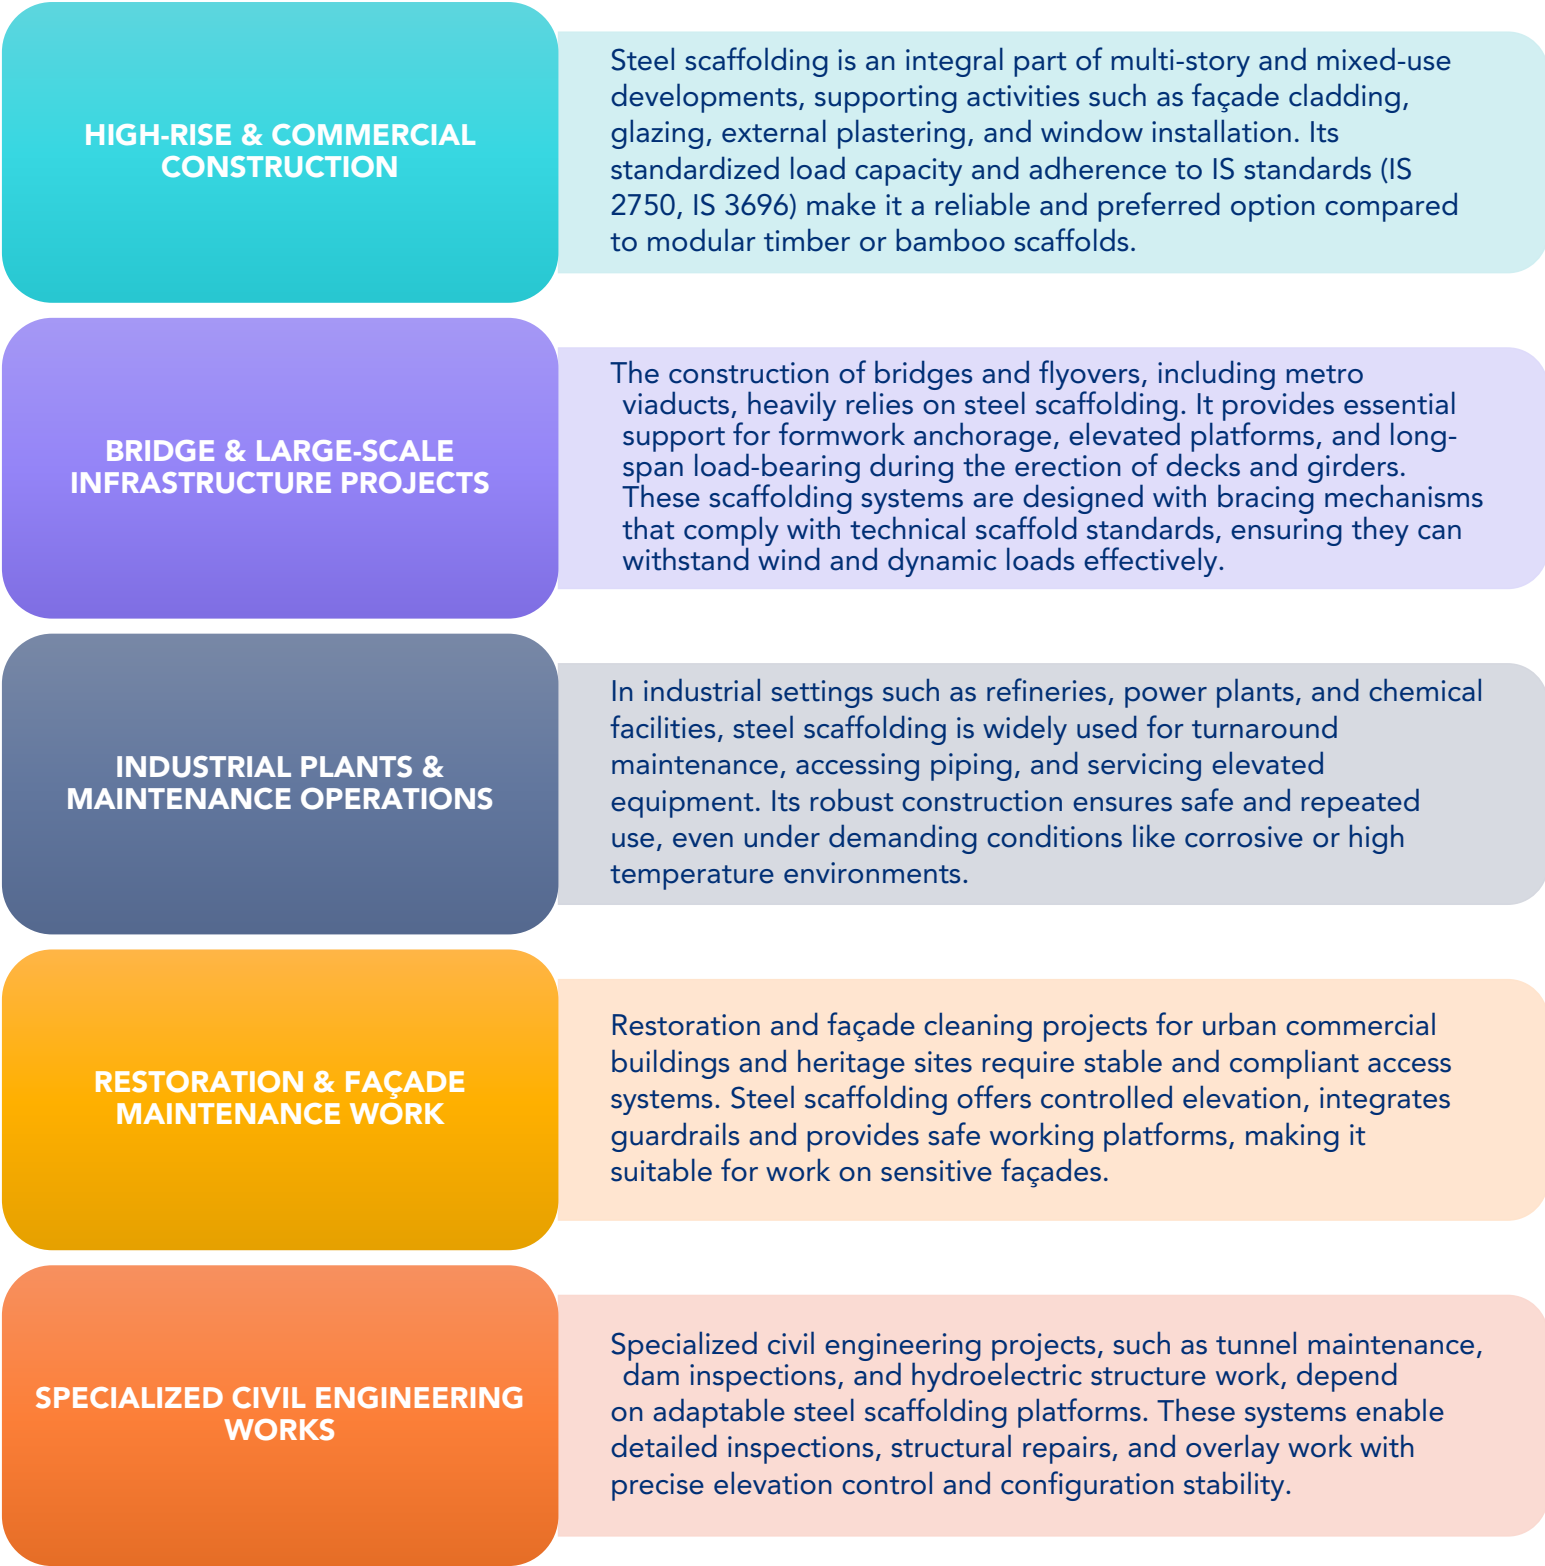 HIGH-RISE & COMMERCIAL
CONSTRUCTION
Steel scaffolding is an integral part of multi-story and mixed-use
developments, supporting activities such as façade cladding,
glazing, external plastering, and window installation. Its
standardized load capacity and adherence to IS standards (IS
2750, IS 3696) make it a reliable and preferred option compared
to modular timber or bamboo scaffolds.
BRIDGE & LARGE-SCALE
INFRASTRUCTURE PROJECTS
The construction of bridges and flyovers, including metro
viaducts, heavily relies on steel scaffolding. It provides essential
support for formwork anchorage, elevated platforms, and long-
span load-bearing during the erection of decks and girders.
These scaffolding systems are designed with bracing mechanisms
that comply with technical scaffold standards, ensuring they can
withstand wind and dynamic loads effectively.
INDUSTRIAL PLANTS &
MAINTENANCE OPERATIONS
In industrial settings such as refineries, power plants, and chemical
facilities, steel scaffolding is widely used for turnaround
maintenance, accessing piping, and servicing elevated
equipment. Its robust construction ensures safe and repeated
use, even under demanding conditions like corrosive or high
temperature environments.
RESTORATION & FAÇADE
MAINTENANCE WORK
Restoration and façade cleaning projects for urban commercial
buildings and heritage sites require stable and compliant access
systems. Steel scaffolding offers controlled elevation, integrates
guardrails and provides safe working platforms, making it
suitable for work on sensitive façades.
SPECIALIZED CIVIL ENGINEERING
WORKS
Specialized civil engineering projects, such as tunnel maintenance,
dam inspections, and hydroelectric structure work, depend
on adaptable steel scaffolding platforms. These systems enable
detailed inspections, structural repairs, and overlay work with
precise elevation control and configuration stability.